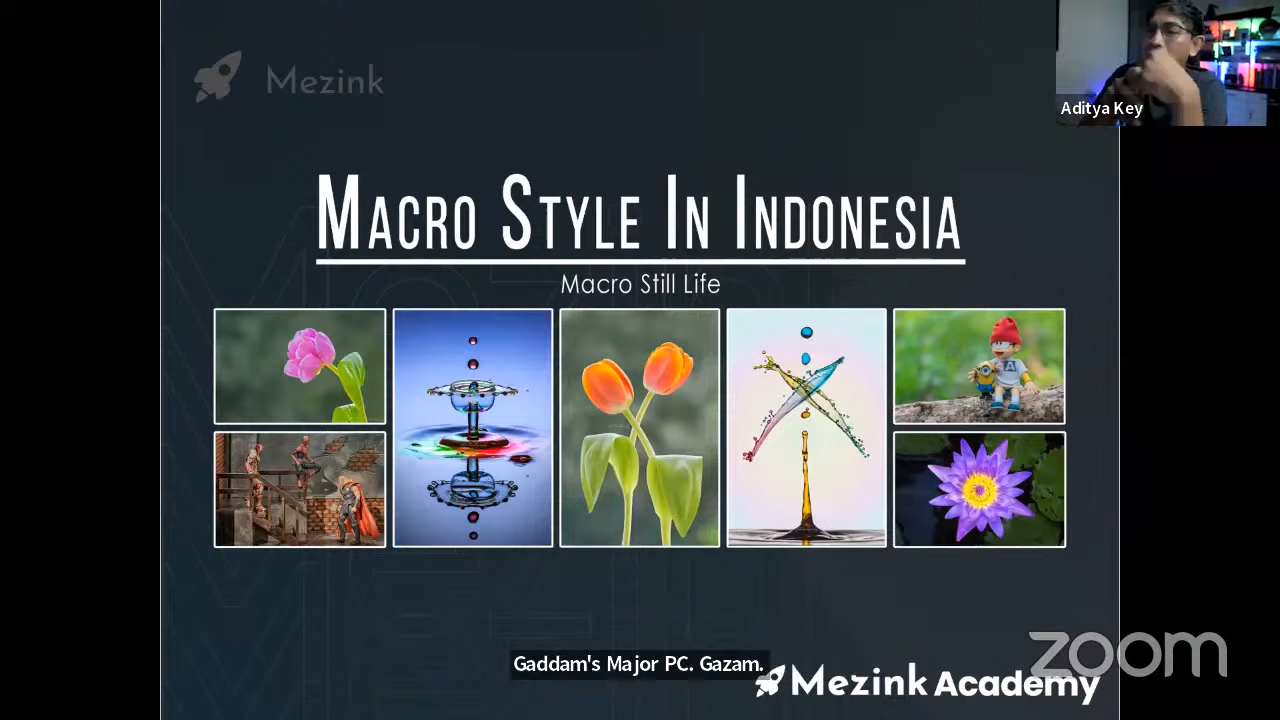 Mezink
Aditya Key
MACRO STYLE IN INDONESIA
Macro Still Life
A
Gaddam's Major PC. Gazam.
Mezink Academy
zoom